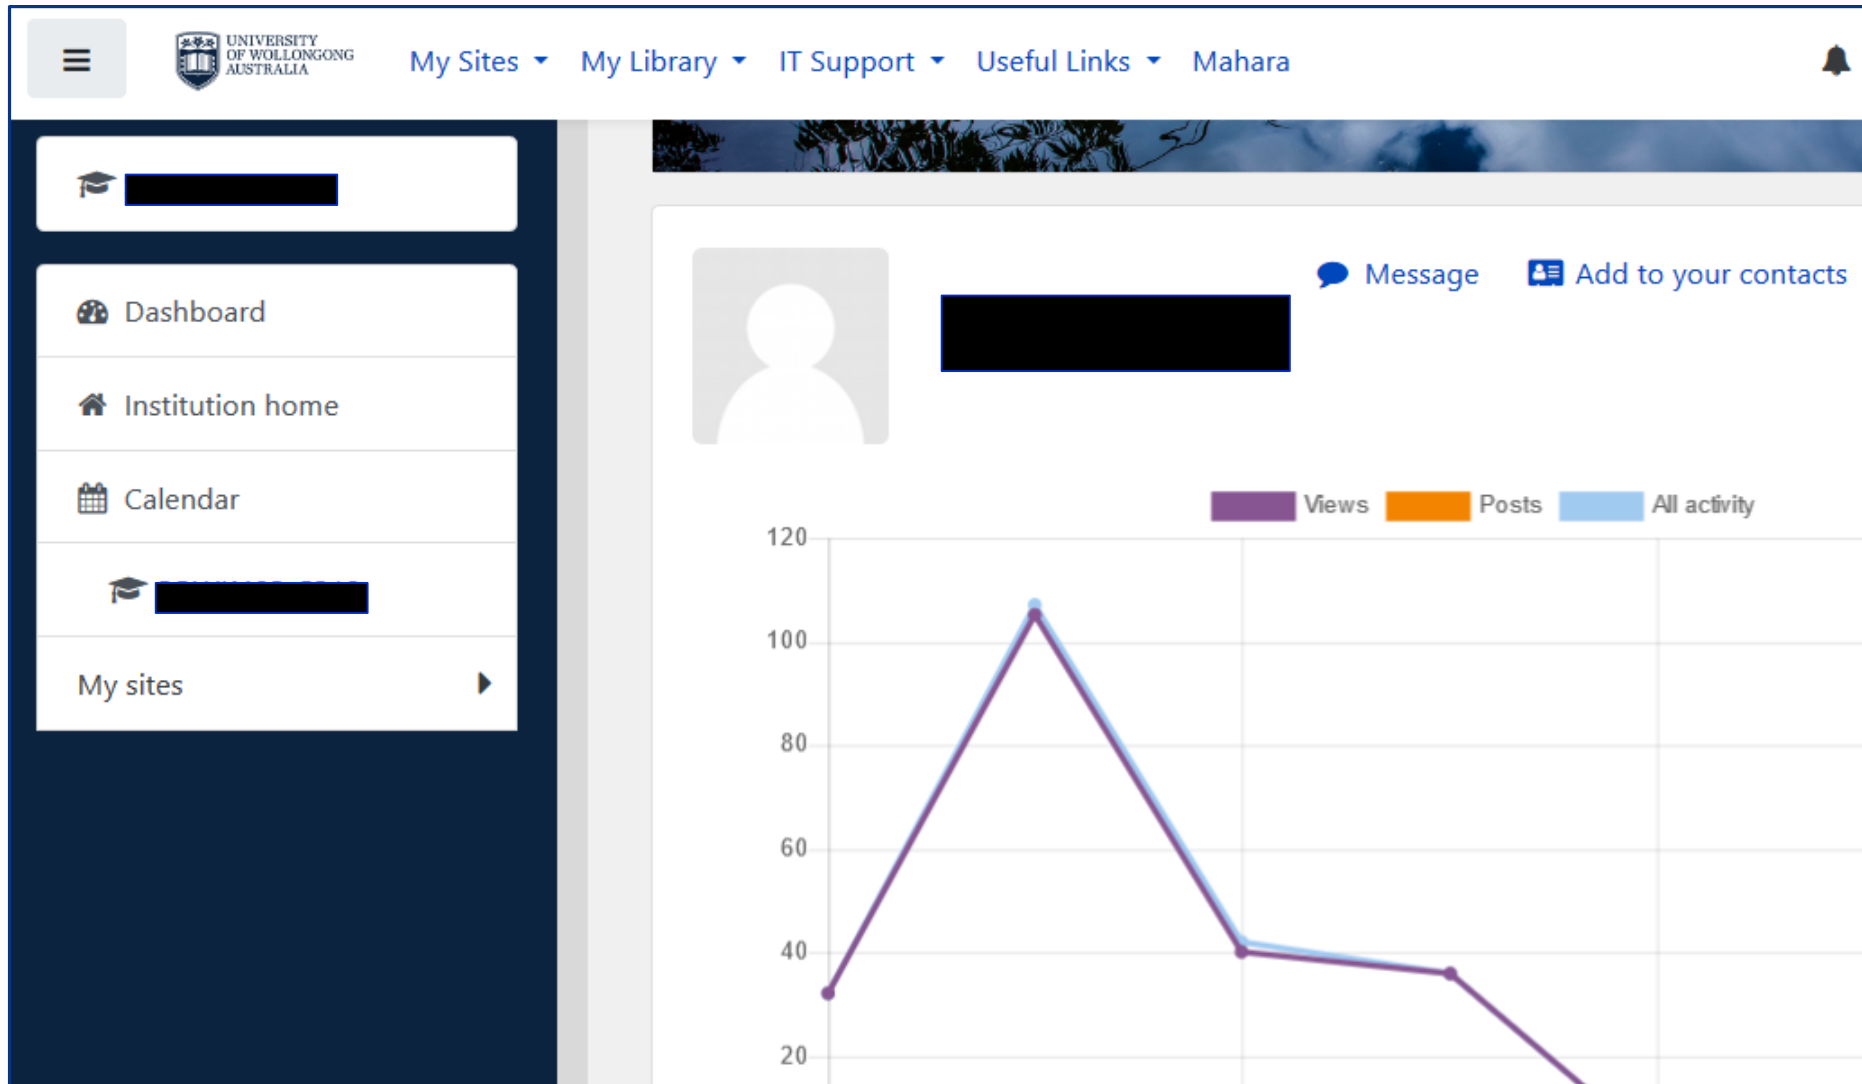 UNIVERSITY
OF WOLLONGONG
AUSTRALIA
My Sites My Library IT Support Useful Links Mahara
Dashboard
Institution home
Calendar
My sites
Message Add to your contacts
Views Posts All activity
120
100
80
60
40
20